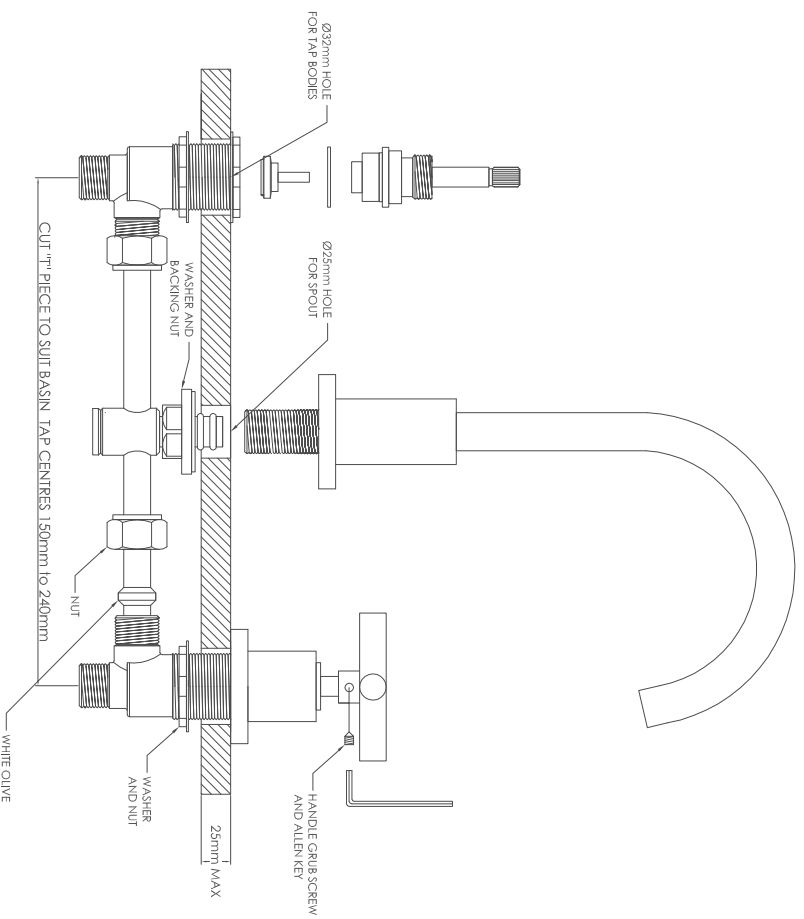 Ø32mm HOLE
FOR TAP BODIES
Ø25mm HOLE
FOR SPOUT
WASHER AND
BACKING NUT
CUT "T" PIECE TO SUIT BASIN TAP CENTRES 150mm to 240mm
NUT
WHITE OLIVE
WASHER
AND NUT
HANDLE GRUB SCREW
AND ALLEN KEY
25mm MAX